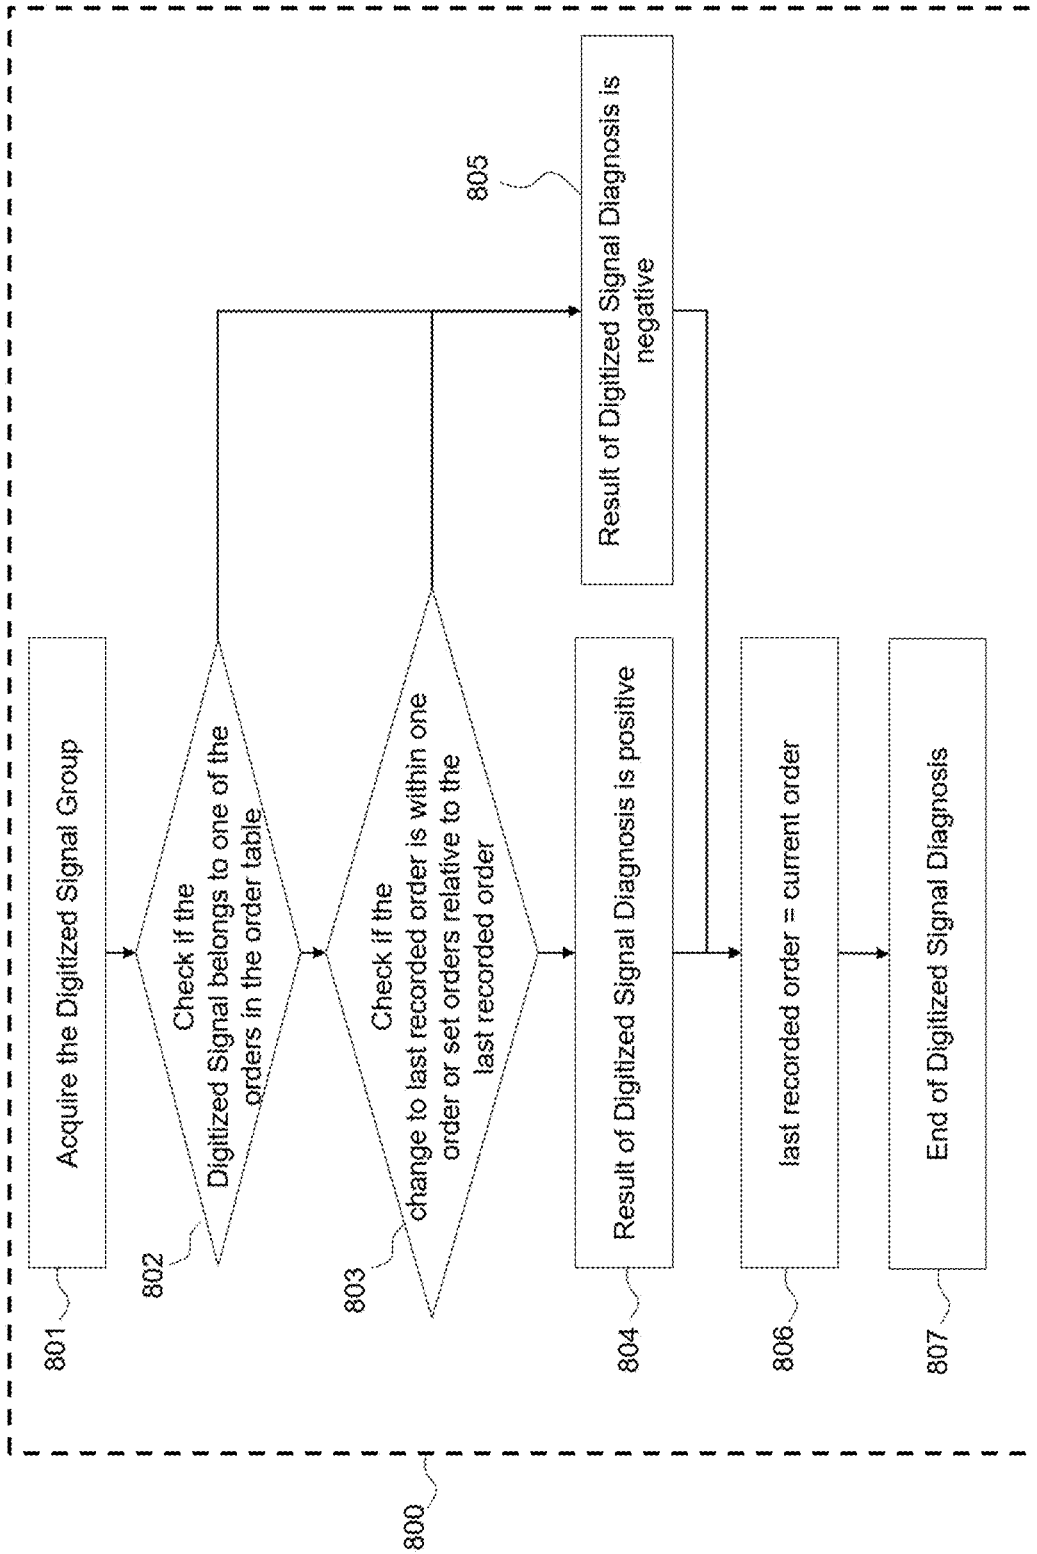 800
801
Acquire the Digitized Signal Group
802
Check if the
Digitized Signal belongs to one of the
orders in the order table
803
Check if the
change to last recorded order is within one
order or set orders relative to the
last recorded order
804
Result of Digitized Signal Diagnosis is positive
805
Result of Digitized Signal Diagnosis is
negative
806
last recorded order = current order
807
End of Digitized Signal Diagnosis